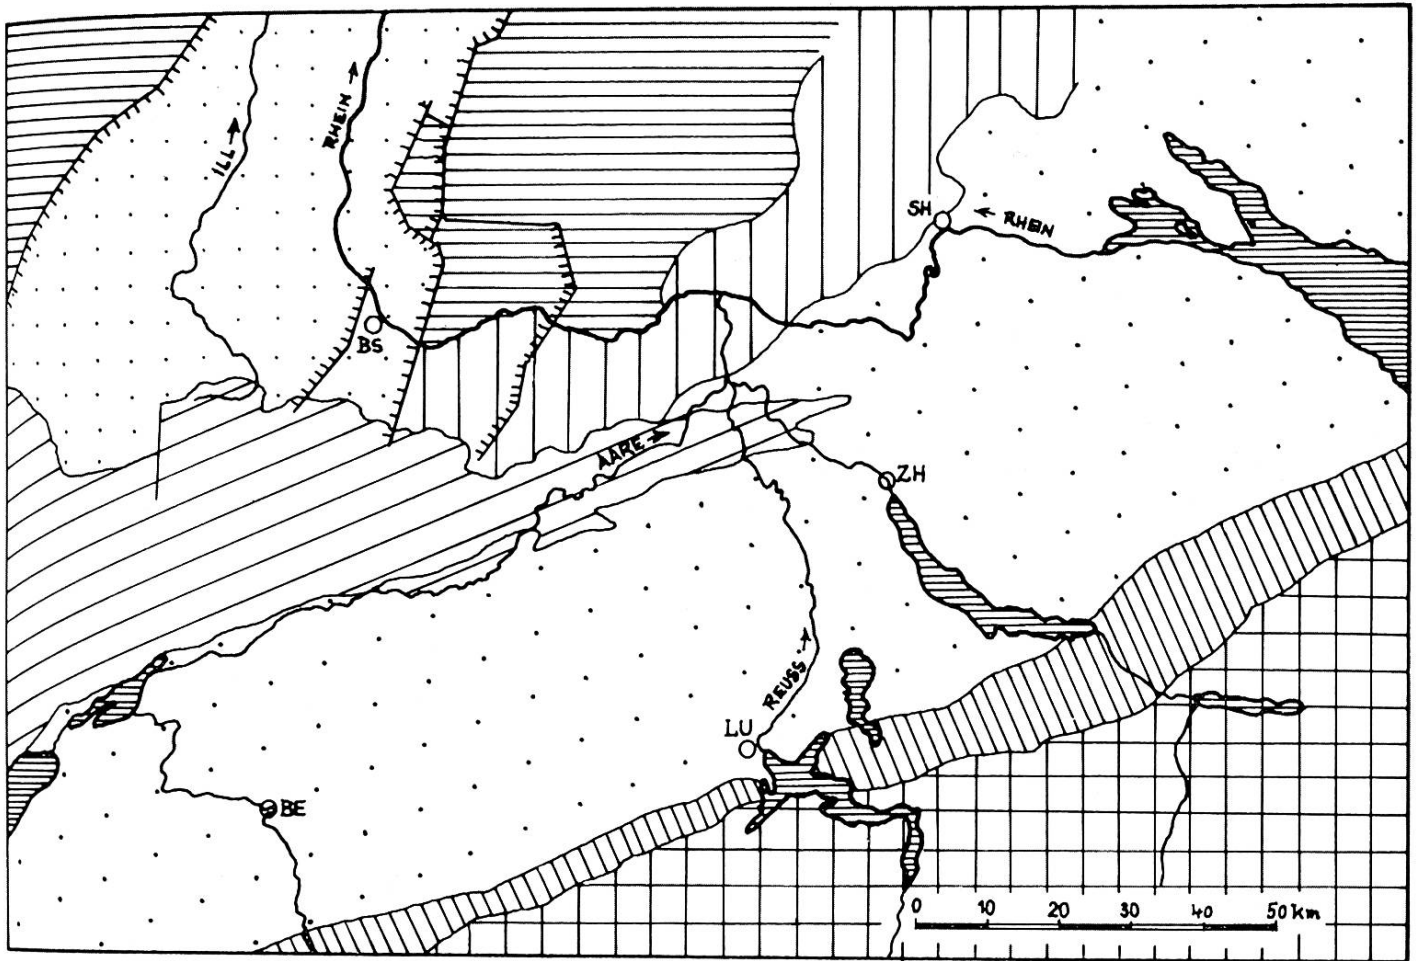 ILL →
RHEIN →
SH
← RHEIN
BS
AARE →
ZH
REUSS →
LU
BE
0 10 20 30 40 50 km